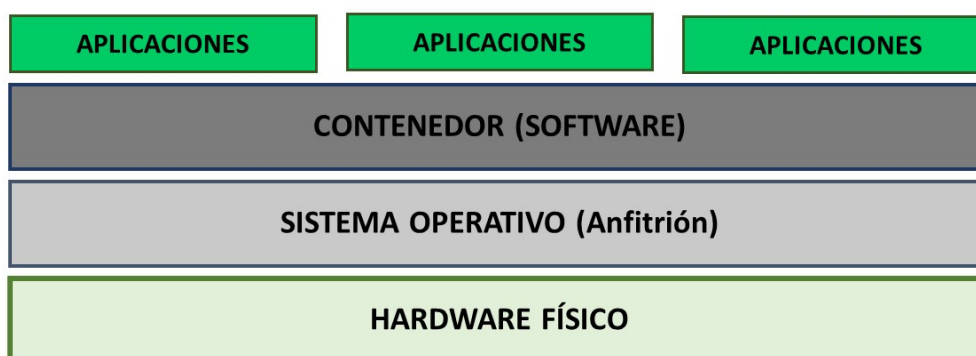 APLICACIONES
APLICACIONES
APLICACIONES
CONTENEDOR (SOFTWARE)
SISTEMA OPERATIVO (Anfitrión)
HARDWARE FÍSICO